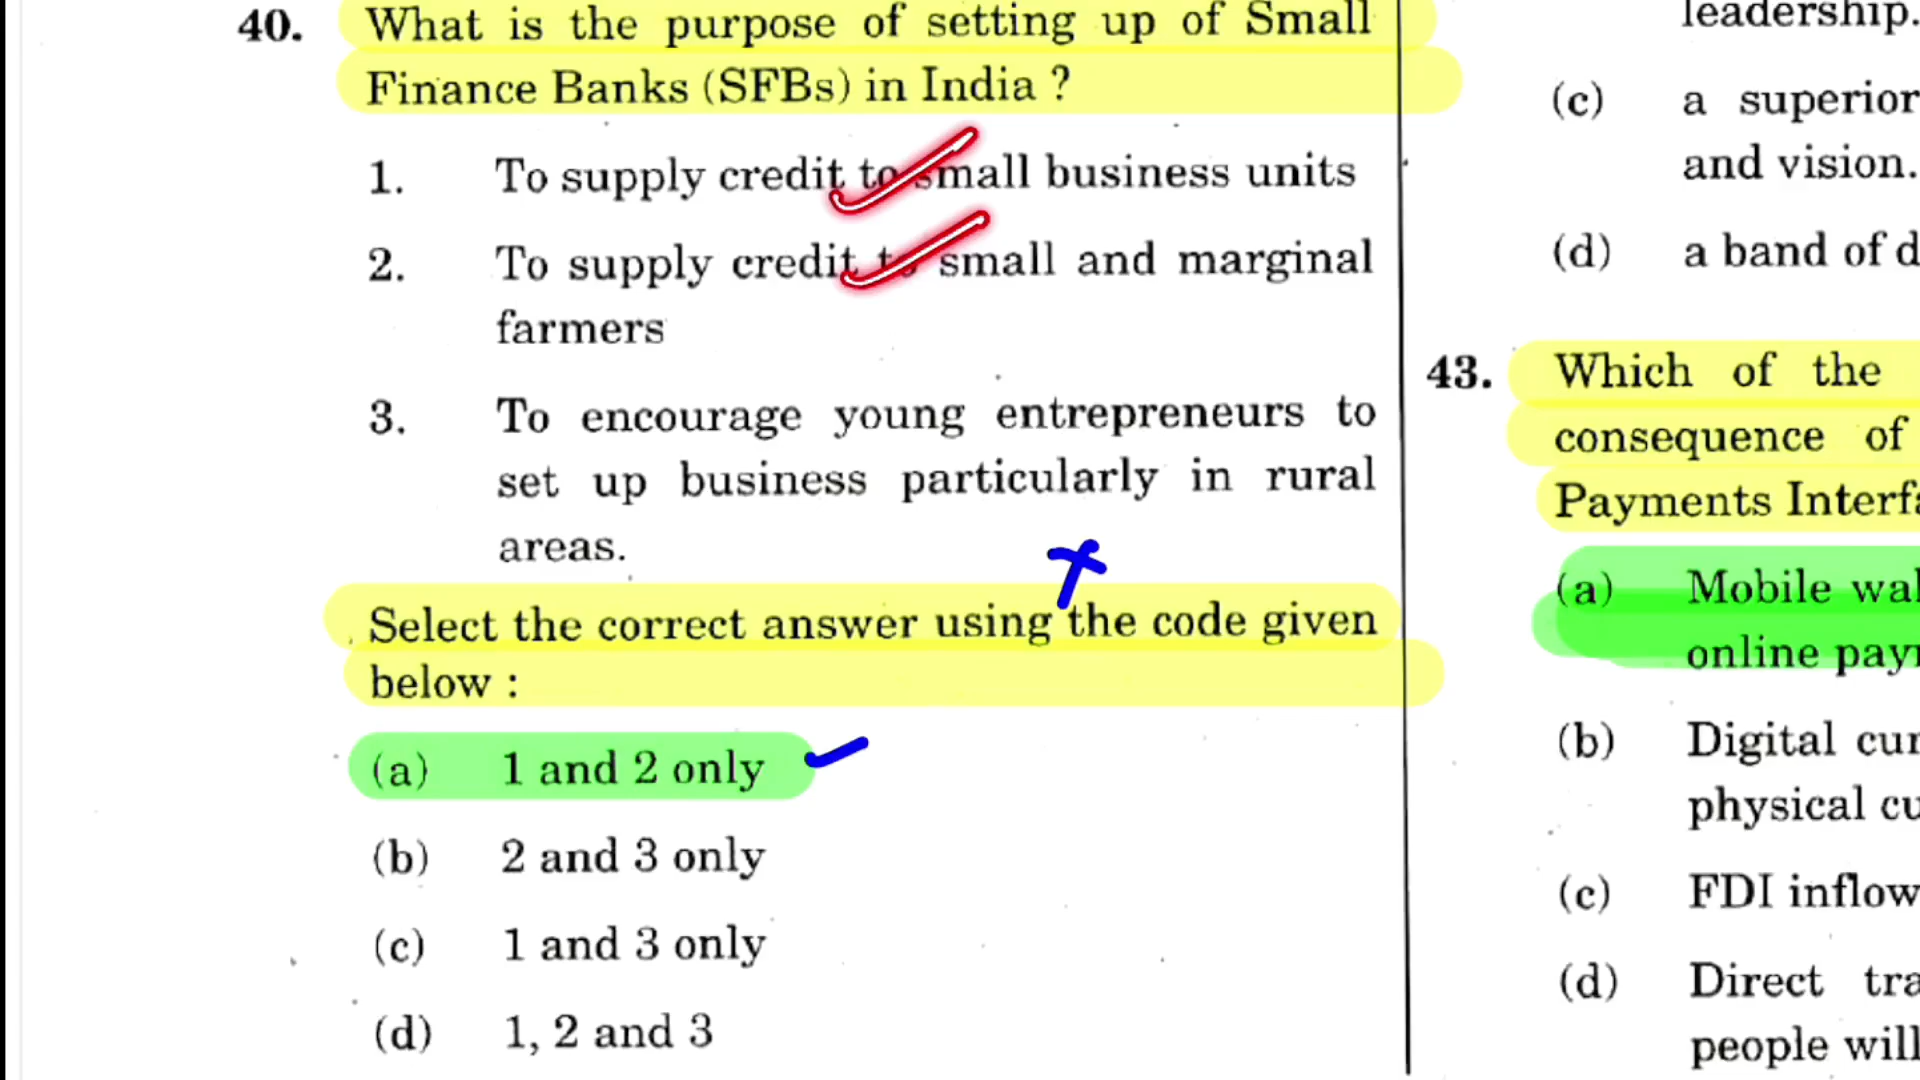 40. What is the purpose of setting up of Small
Finance Banks (SFBs) in India ?
1. To supply credit to small business units
2. To supply credit to small and marginal
farmers
3. To encourage young entrepreneurs to
set up business particularly in rural
areas.
Select the correct answer using the code given
below :
(a) 1 and 2 only
(b) 2 and 3 only
(c) 1 and 3 only
(d) 1, 2 and 3
leadership.
(c) a superior
and vision.
(d) a band of d
43. Which of the
consequence of
Payments Interf
(a) Mobile wal
online pay
(b) Digital cur
physical cu
(c) FDI inflow
(d) Direct tra
people will